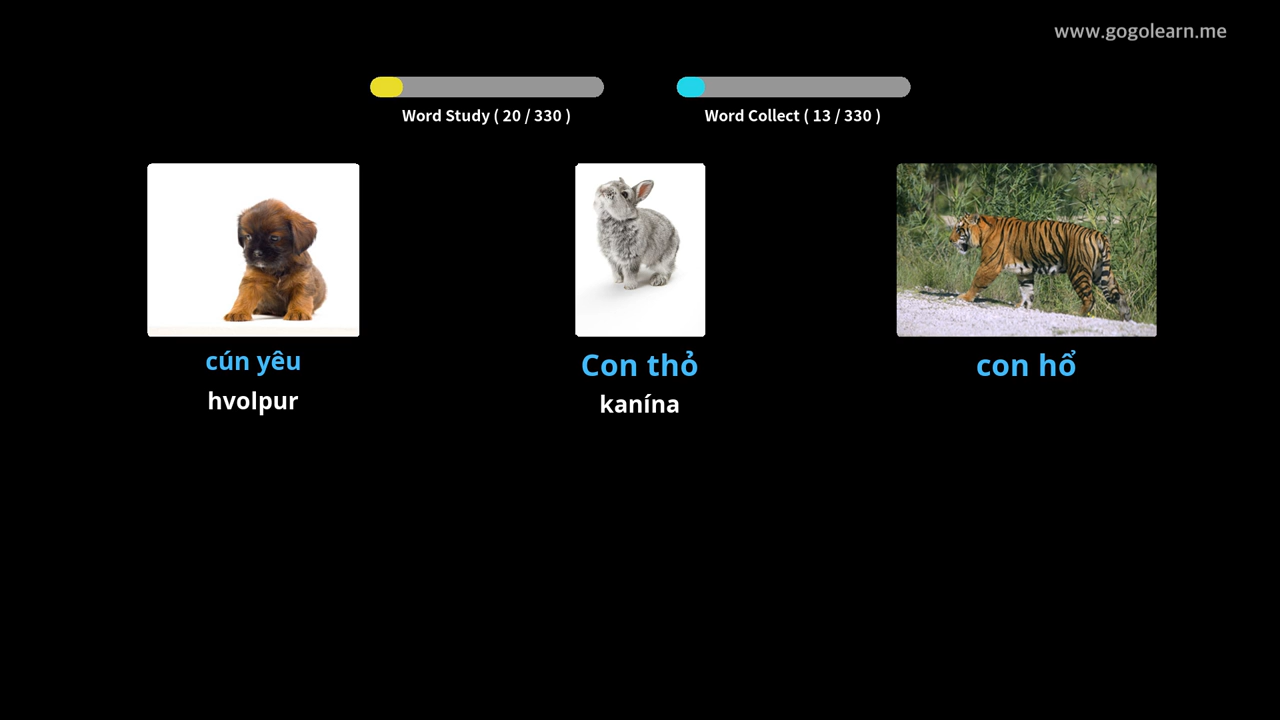 www.gogolearn.me
Word Study ( 20 / 330 )
Word Collect ( 13 / 330 )
cún yêu
hvolpur
Con thỏ
kanína
con hổ